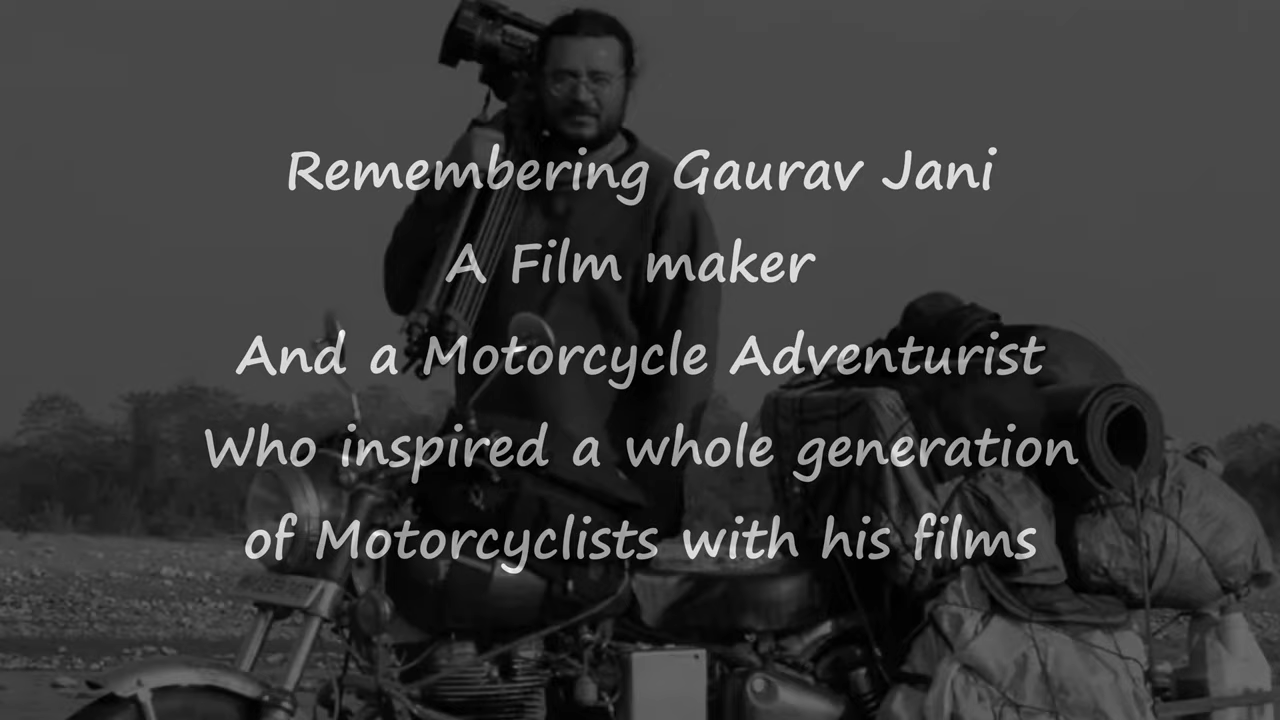 Remembering Gaurav Jani
A Film maker
And a Motorcycle Adventurist
Who inspired a whole generation
of Motorcyclists with his films